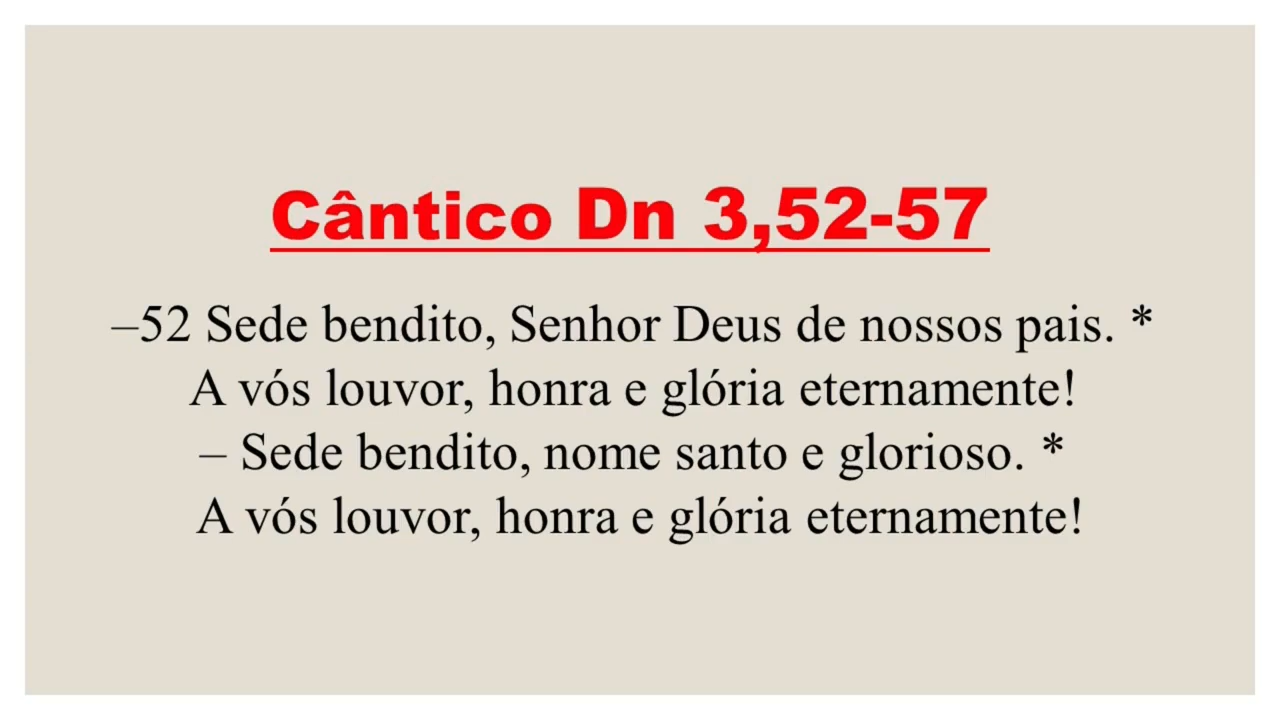 Cântico Dn 3,52-57
–52 Sede bendito, Senhor Deus de nossos pais. *
A vós louvor, honra e glória eternamente!
– Sede bendito, nome santo e glorioso. *
A vós louvor, honra e glória eternamente!